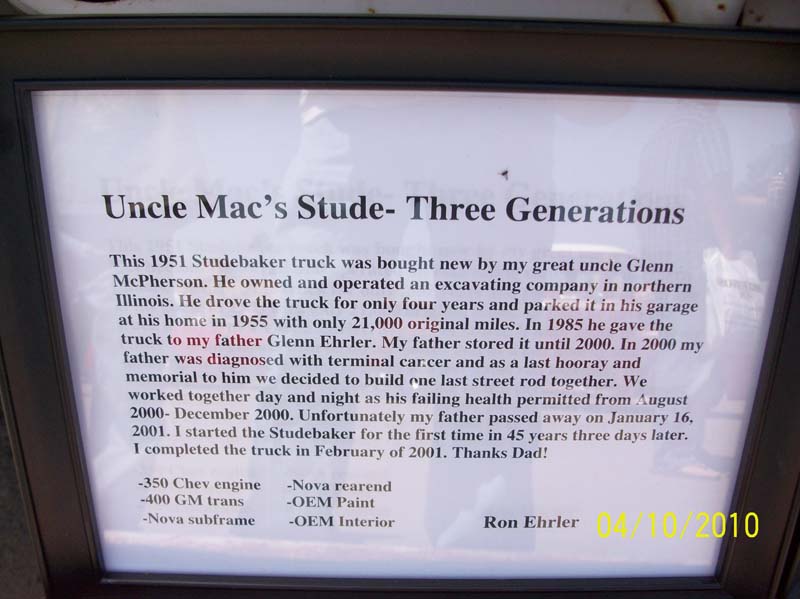 Uncle Mac's Stude- Three Generations
This 1951 Studebaker truck was bought new by my great uncle Glenn
McPherson. He owned and operated an excavating company in northern
Illinois. He drove the truck for only four years and parked it in his garage
at his home in 1955 with only 21,000 original miles. In 1985 he gave the
truck to my father Glenn Ehrler. My father stored it until 2000. In 2000 my
father was diagnosed with terminal cancer and as a last hooray and
memorial to him we decided to build one last street rod together. We
worked together day and night as his failing health permitted from August
2000- December 2000. Unfortunately my father passed away on January 16,
2001. I started the Studebaker for the first time in 45 years three days later.
I completed the truck in February of 2001. Thanks Dad!
-350 Chev engine -Nova rearend
-400 GM trans -OEM Paint
-Nova subframe -OEM Interior Ron Ehrler
04/10/2010